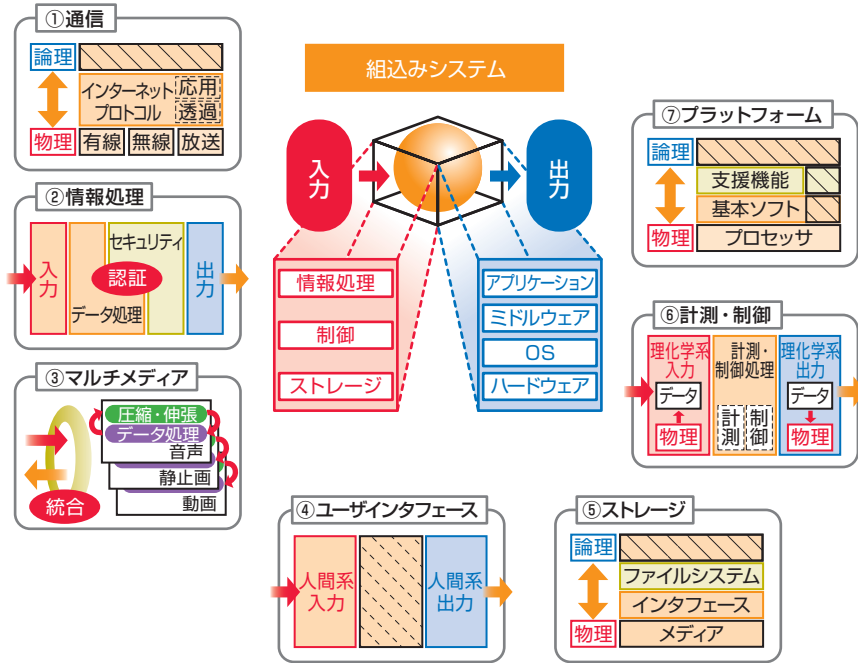 組込みシステム
入力
出力
情報処理
制御
ストレージ
アプリケーション
ミドルウェア
OS
ハードウェア
①通信
論理
インターネット
プロトコル
応用
透過
物理
有線
無線
放送
②情報処理
入力
セキュリティ
認証
データ処理
出力
③マルチメディア
圧縮・伸張
データ処理
音声
静止画
動画
統合
④ユーザインタフェース
人間系
入力
人間系
出力
⑤ストレージ
論理
ファイルシステム
インタフェース
物理
メディア
⑥計測・制御
理化学系
入力
データ
物理
計測・
制御処理
計測
制御
理化学系
出力
データ
物理
⑦プラットフォーム
論理
支援機能
基本ソフト
物理
プロセッサ